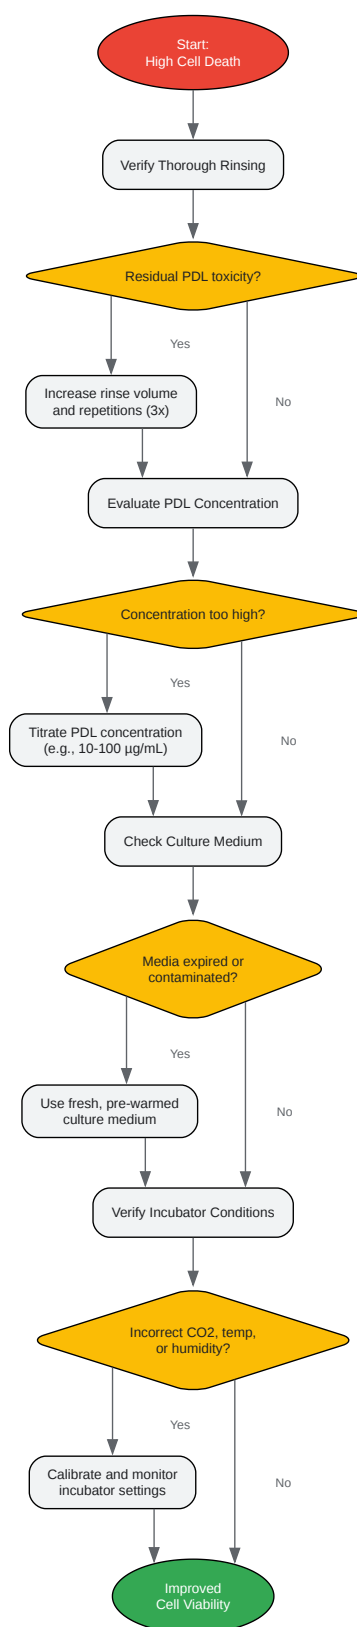 Start:
High Cell Death
Verify Thorough Rinsing
Residual PDL toxicity?
Yes
Increase rinse volume
and repetitions (3x)
No
Evaluate PDL Concentration
Concentration too high?
Yes
Titrate PDL concentration
(e.g., 10-100 µg/mL)
No
Check Culture Medium
Media expired or
contaminated?
Yes
Use fresh, pre-warmed
culture medium
No
Verify Incubator Conditions
Incorrect CO2, temp,
or humidity?
Yes
Calibrate and monitor
incubator settings
No
Improved
Cell Viability